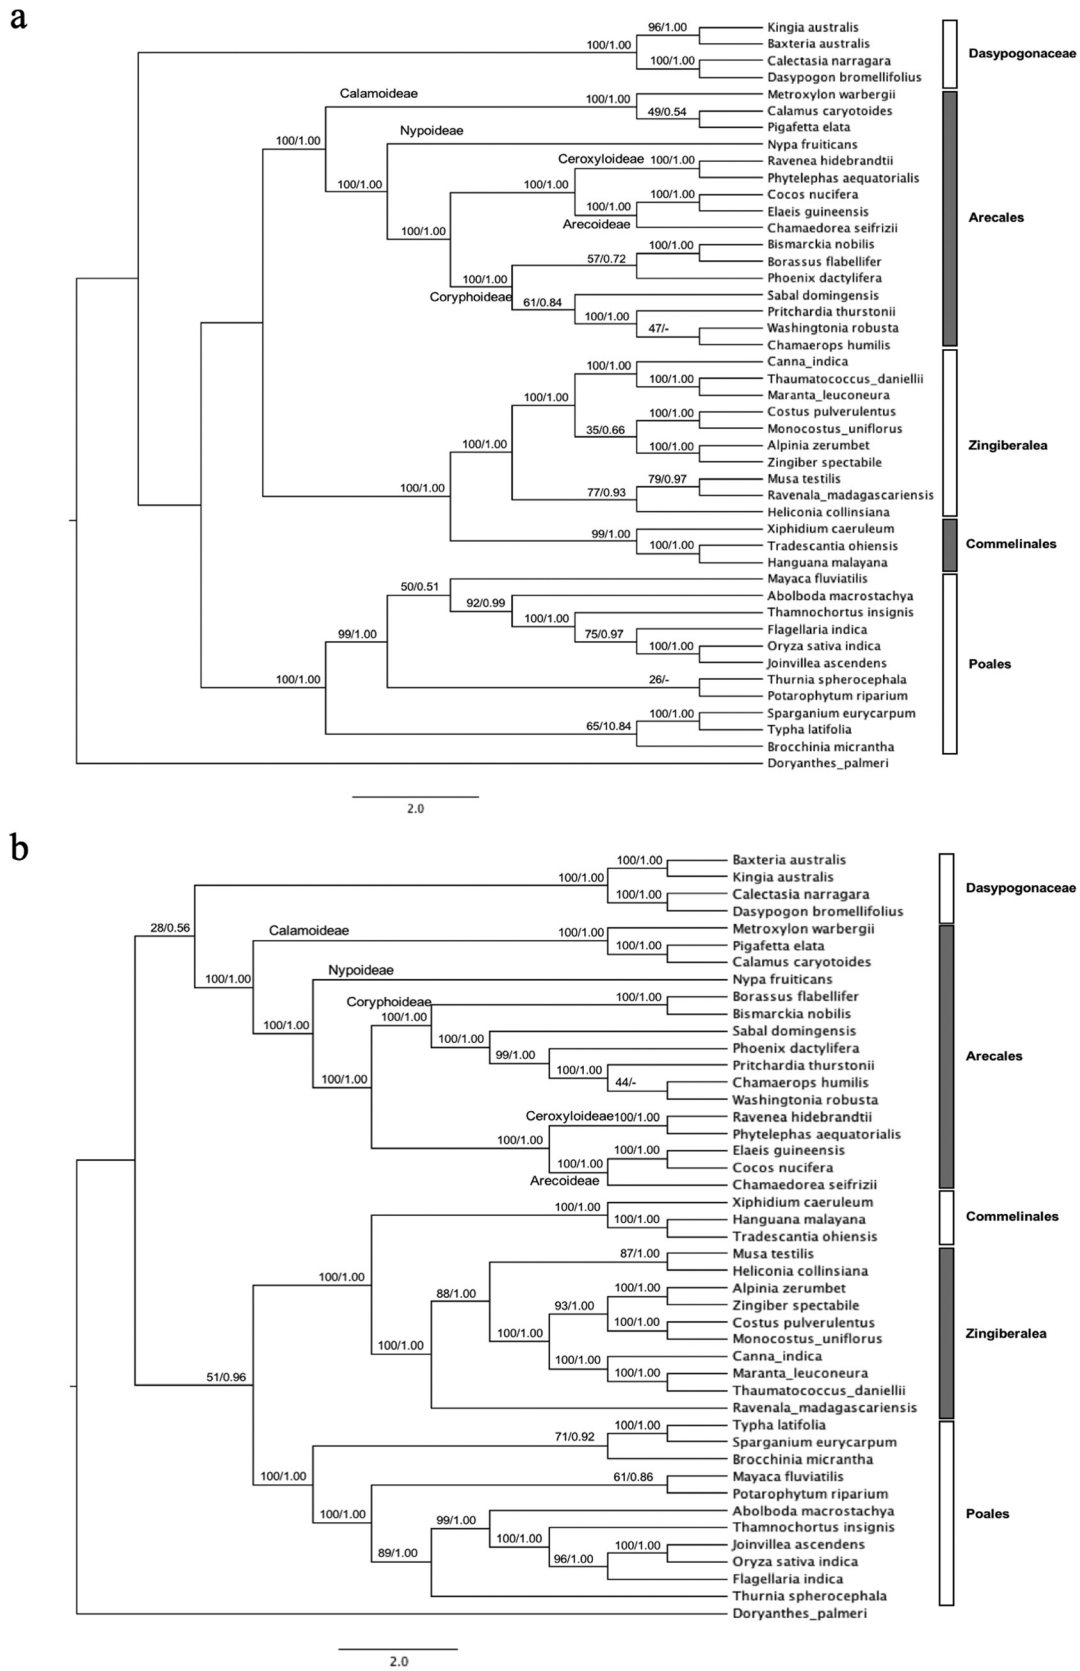 a
96/1.00
Kingia australis
100/1.00
Baxteria australis
Dasypogonaceae
100/1.00
Calectasia narragara
Dasypogon bromellifolius
Calamoideae
100/1.00
Metroxylon warbergii
49/0.54
Calamus caryotoides
Pigafetta elata
100/1.00
Nypoideae
Nypa fruiticans
Ceroxyloideae
100/1.00
Ravenea hidebrandtii
100/1.00
100/1.00
Phytelephas aequatorialis
100/1.00
Cocos nucifera
100/1.00
Elaeis guineensis
Arecales
Arecoideae
Chamaedorea seifrizii
100/1.00
100/1.00
Bismarckia nobilis
57/0.72
Borassus flabellifer
100/1.00
Phoenix dactylifera
Coryphoideae
61/0.84
Sabal domingensis
100/1.00
Pritchardia thurstonii
47/-
Washingtonia robusta
Chamaerops humilis
100/1.00
Canna_indica
100/1.00
Thaumatococcus_daniellii
100/1.00
Maranta_leuconeura
100/1.00
Costus pulverulentus
35/0.66
Monocostus_uniflorus
100/1.00
100/1.00
Alpinia zerumbet
Zingiberalea
Zingiber spectabile
79/0.97
Musa testilis
100/1.00
77/0.93
Ravenala_madagascariensis
Heliconia collinsiana
99/1.00
Xiphidium caeruleum
100/1.00
Tradescantia ohiensis
Commelinales
Hanguana malayana
50/0.51
Mayaca fluviatilis
92/0.99
Abolboda macrostachya
100/1.00
Thamnochortus insignis
99/1.00
75/0.97
Flagellaria indica
100/1.00
Oryza sativa indica
Joinvillea ascendens
Poales
100/1.00
26/-
Thurnia spherocephala
Potarophytum riparium
100/1.00
Sparganium eurycarpum
65/10.84
Typha latifolia
Brocchinia micrantha
Doryanthes_palmeri
2.0
b
100/1.00
Baxteria australis
100/1.00
Kingia australis
Dasypogonaceae
100/1.00
Calectasia narragara
Dasypogon bromellifolius
28/0.56
Calamoideae
100/1.00
Metroxylon warbergii
100/1.00
Pigafetta elata
Calamus caryotoides
100/1.00
Nypoideae
Nypa fruiticans
Coryphoideae
100/1.00
Borassus flabellifer
100/1.00
Bismarckia nobilis
100/1.00
100/1.00
Sabal domingensis
99/1.00
Phoenix dactylifera
Arecales
100/1.00
Pritchardia thurstonii
100/1.00
44/-
Chamaerops humilis
Washingtonia robusta
Ceroxyloideae
100/1.00
Ravenea hidebrandtii
100/1.00
Phytelephas aequatorialis
100/1.00
Elaeis guineensis
100/1.00
Cocos nucifera
Arecoideae
Chamaedorea seifrizii
100/1.00
Xiphidium caeruleum
100/1.00
Hanguana malayana
Commelinales
Tradescantia ohiensis
87/1.00
Musa testilis
100/1.00
Heliconia collinsiana
88/1.00
100/1.00
Alpinia zerumbet
93/1.00
Zingiber spectabile
100/1.00
Costus pulverulentus
100/1.00
Monocostus_uniflorus
Zingiberalea
100/1.00
100/1.00
Canna_indica
100/1.00
Maranta_leuconeura
51/0.96
Thaumatococcus_daniellii
Ravenala_madagascariensis
100/1.00
Typha latifolia
71/0.92
Sparganium eurycarpum
Brocchinia micrantha
100/1.00
61/0.86
Mayaca fluviatilis
Potarophytum riparium
100/1.00
Abolboda macrostachya
99/1.00
Poales
100/1.00
Thamnochortus insignis
100/1.00
Joinvillea ascendens
89/1.00
96/1.00
Oryza sativa indica
Flagellaria indica
Thurnia spherocephala
Doryanthes_palmeri
2.0